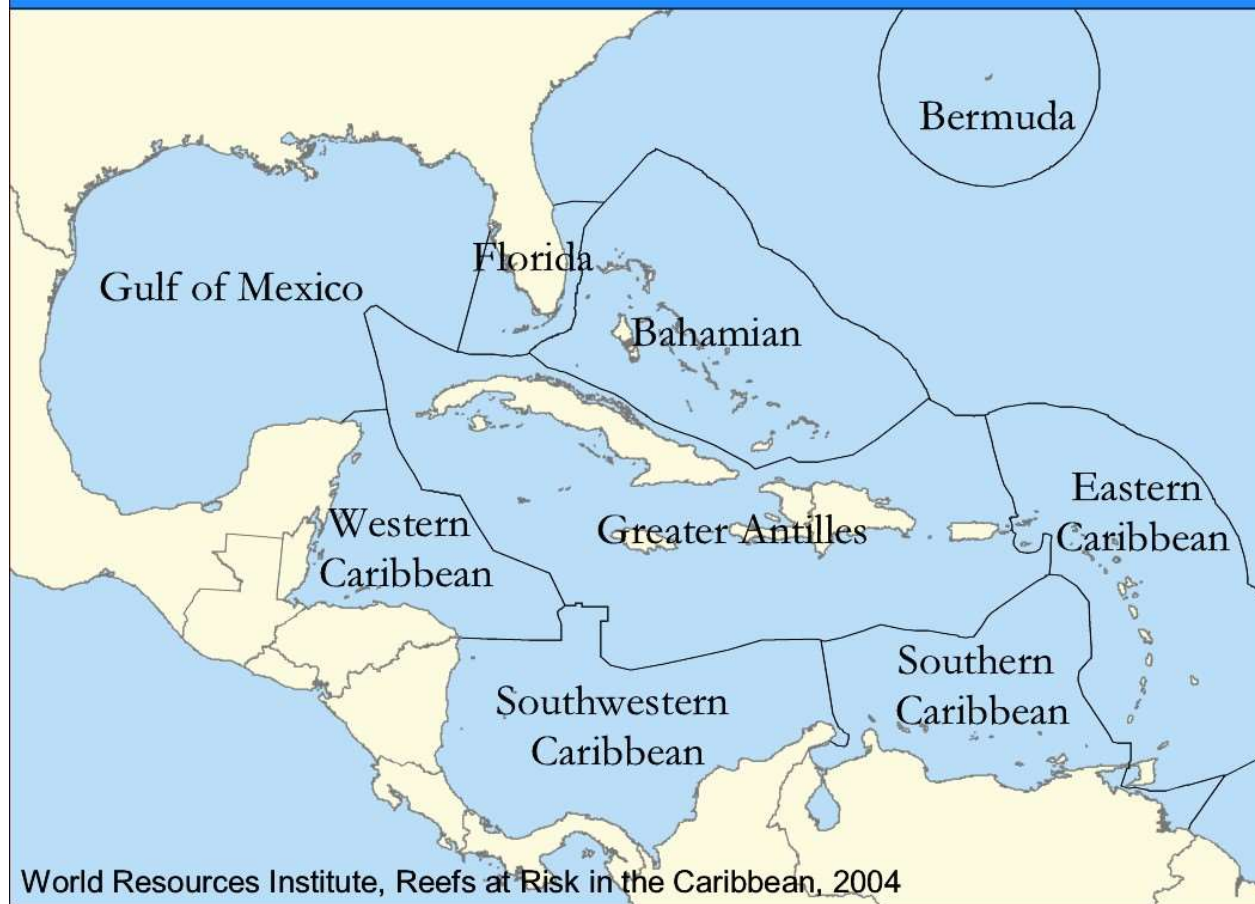 Bermuda
Florida
Gulf of Mexico
Bahamian
Western
Caribbean
Greater Antilles
Eastern
Caribbean
Southwestern
Caribbean
Southern
Caribbean
World Resources Institute, Reefs at Risk in the Caribbean, 2004